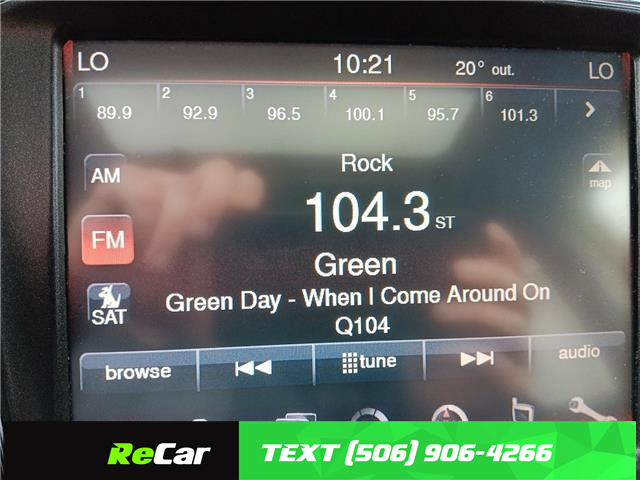 LO 10:21 20° out. LO
1 2 3 4 5 6
89.9 92.9 96.5 100.1 95.7 101.3
Rock
AM map
104.3 ST
FM
Green
SAT Green Day - When I Come Around On
Q104
browse tune audio
ReCar TEXT (506) 906-4266